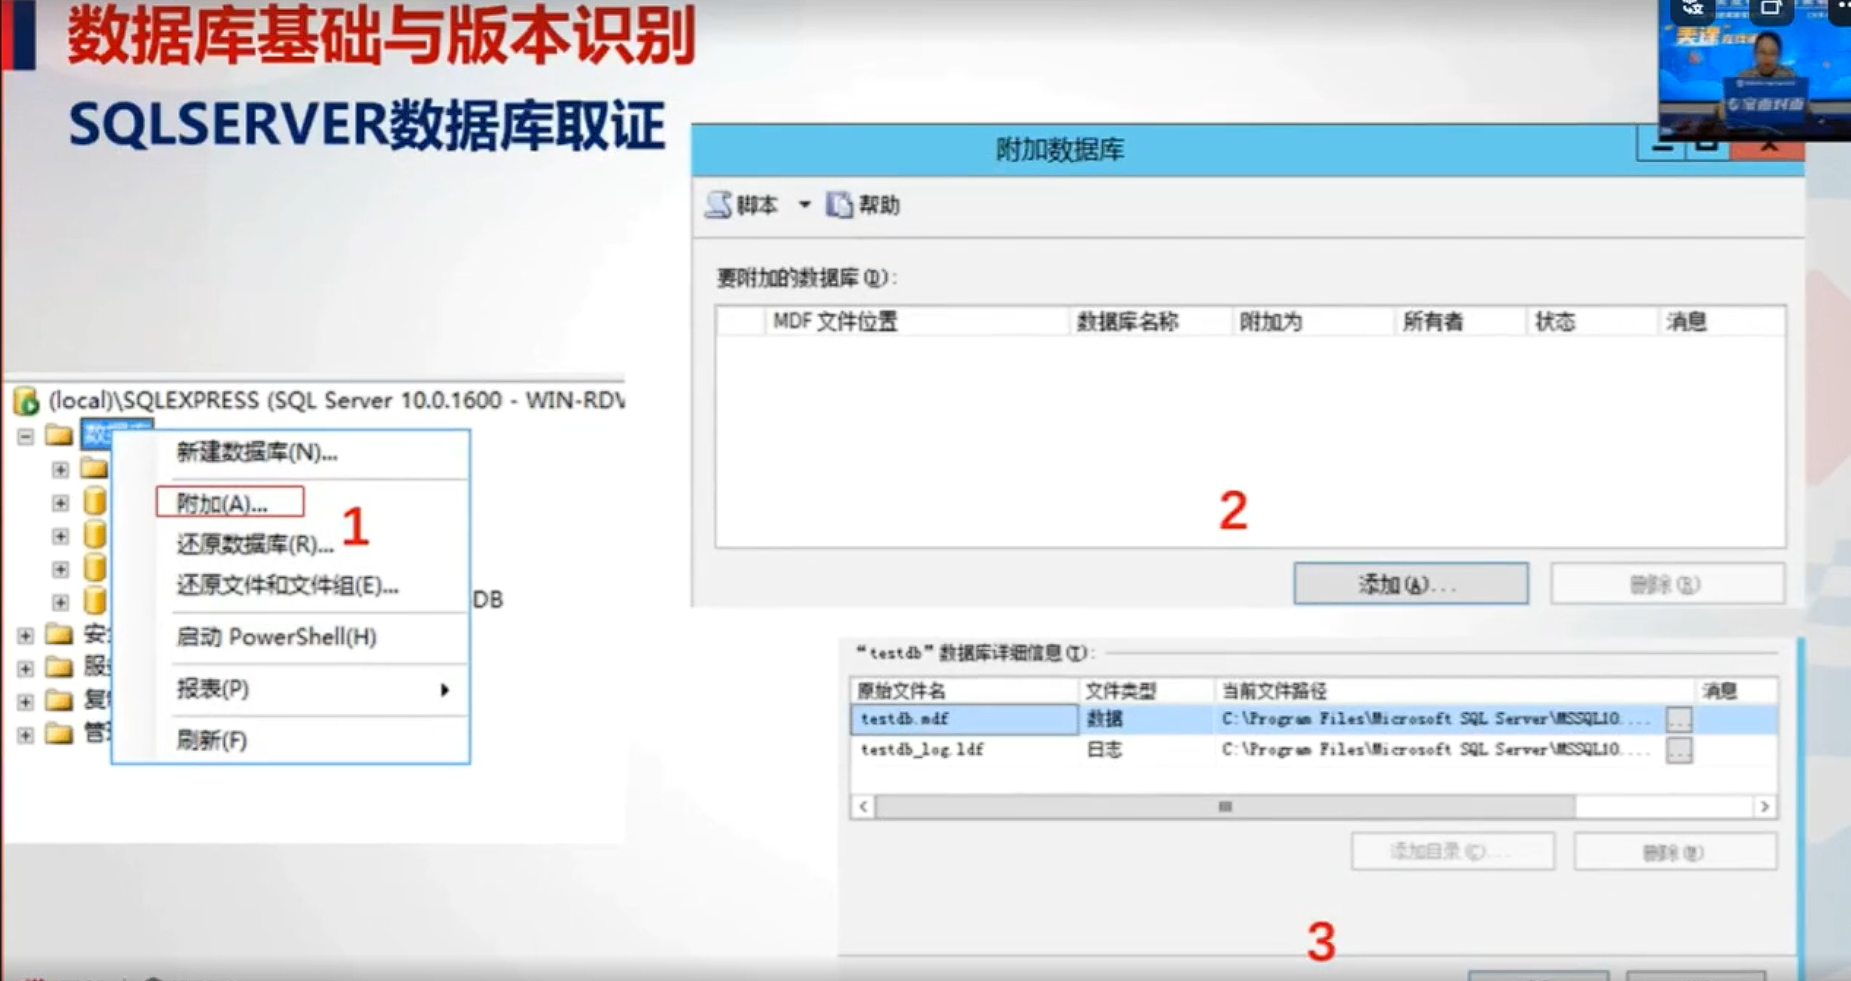 数据库基础与版本识别
SQLSERVER数据库取证
(local)\SQLEXPRESS (SQL Server 10.0.1600 - WIN-RDV
数据库
新建数据库(N)...
附加(A)...
1
还原数据库(R)...
还原文件和文件组(E)...
DB
启动 PowerShell(H)
报表(P)
刷新(F)
安
服
复
管
附加数据库
脚本 帮助
要附加的数据库(D):
MDF 文件位置 数据库名称 附加为 所有者 状态 消息
2
添加(A)... 删除(R)
“testdb”数据库详细信息(T):
原始文件名 文件类型 当前文件路径 消息
testdb.mdf 数据 C:\Program Files\Microsoft SQL Server\MSSQL10.... ...
testdb_log.ldf 日志 C:\Program Files\Microsoft SQL Server\MSSQL10.... ...
添加目录(C)... 删除(M)
3